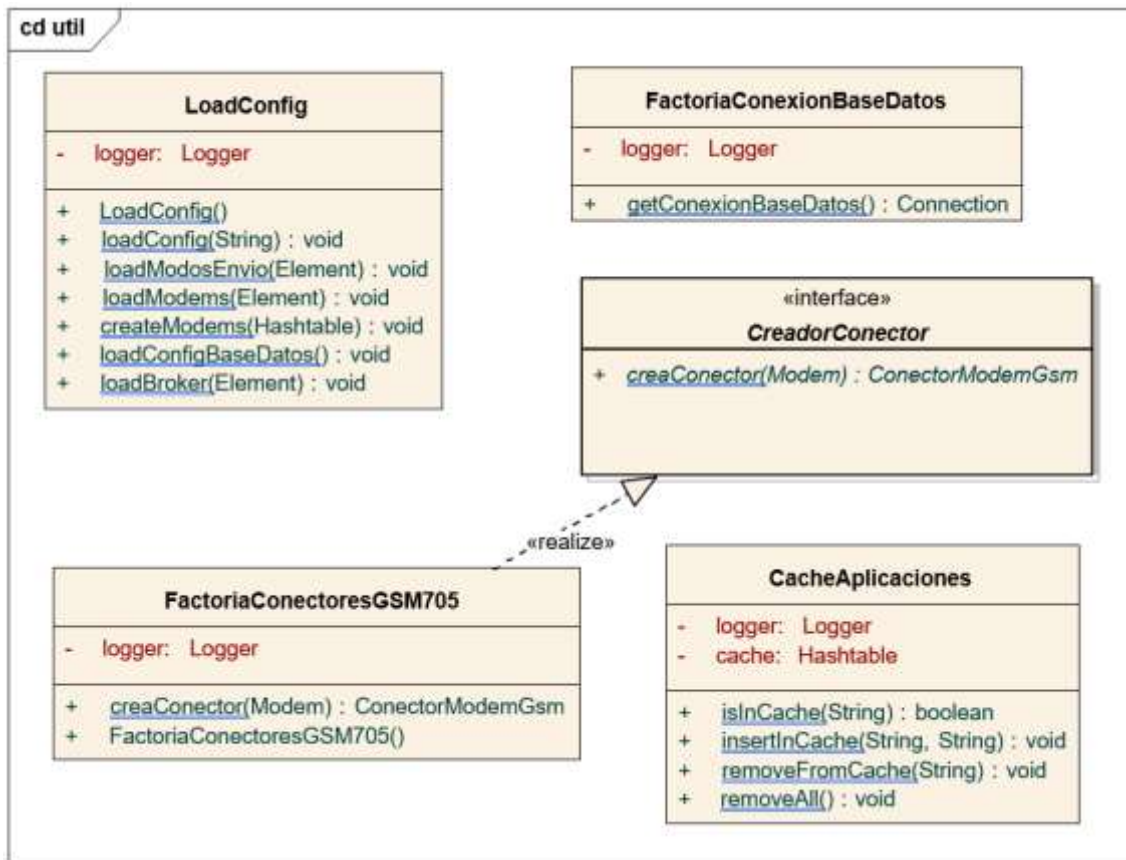 cd util
LoadConfig
- logger: Logger
+ LoadConfig()
+ loadConfig(String) : void
+ loadModosEnvio(Element) : void
+ loadModems(Element) : void
+ createModems(Hashtable) : void
+ loadConfigBaseDatos() : void
+ loadBroker(Element) : void
FactoriaConexionBaseDatos
- logger: Logger
+ getConexionBaseDatos() : Connection
«interface»
CreadorConector
+ creaConector(Modem) : ConectorModemGsm
«realize»
FactoriaConectoresGSM705
- logger: Logger
+ creaConector(Modem) : ConectorModemGsm
+ FactoriaConectoresGSM705()
CacheAplicaciones
- logger: Logger
- cache: Hashtable
+ isInCache(String) : boolean
+ insertInCache(String, String) : void
+ removeFromCache(String) : void
+ removeAll() : void